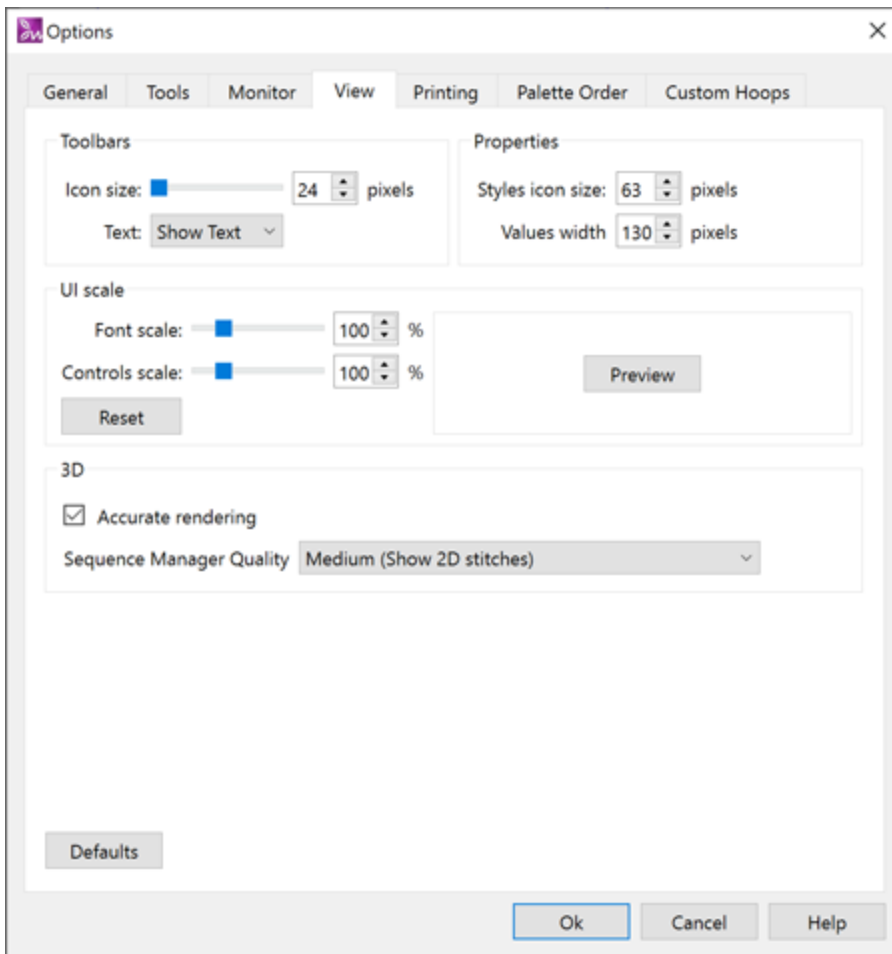 Options
General Tools Monitor View Printing Palette Order Custom Hoops
Toolbars
Icon size: 24 pixels
Text: Show Text
Properties
Styles icon size: 63 pixels
Values width 130 pixels
UI scale
Font scale: 100 %
Controls scale: 100 %
Reset
Preview
3D
Accurate rendering
Sequence Manager Quality Medium (Show 2D stitches)
Defaults
Ok Cancel Help